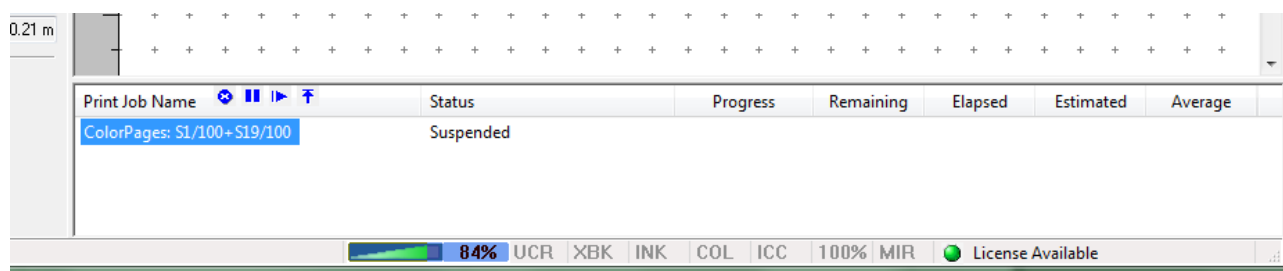 0.21 m
Print Job Name Status Progress Remaining Elapsed Estimated Average
ColorPages: S1/100+S19/100 Suspended
84% UCR XBK INK COL ICC 100% MIR License Available